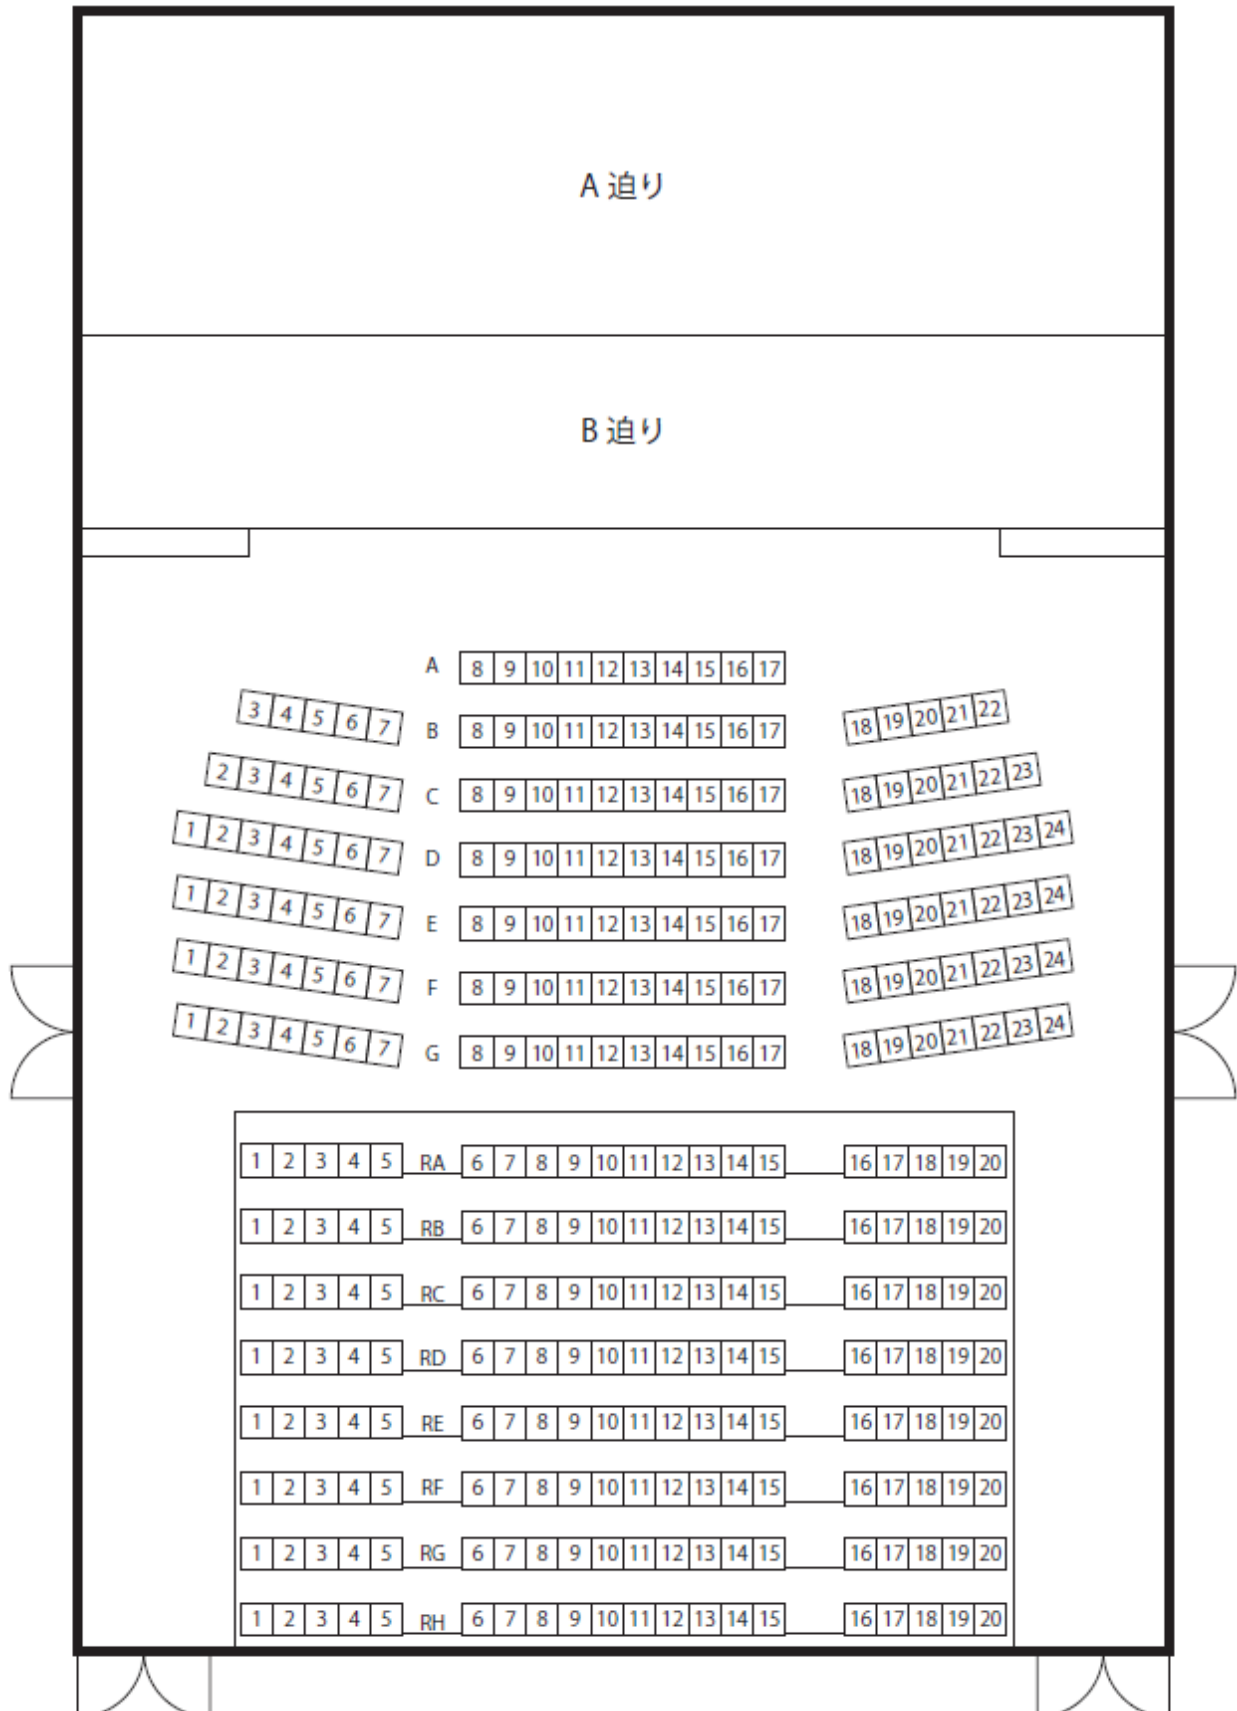 A 迫り
B 迫り
A 8 9 10 11 12 13 14 15 16 17
3 4 5 6 7 B 8 9 10 11 12 13 14 15 16 17 18 19 20 21 22
2 3 4 5 6 7 C 8 9 10 11 12 13 14 15 16 17 18 19 20 21 22 23
1 2 3 4 5 6 7 D 8 9 10 11 12 13 14 15 16 17 18 19 20 21 22 23 24
1 2 3 4 5 6 7 E 8 9 10 11 12 13 14 15 16 17 18 19 20 21 22 23 24
1 2 3 4 5 6 7 F 8 9 10 11 12 13 14 15 16 17 18 19 20 21 22 23 24
1 2 3 4 5 6 7 G 8 9 10 11 12 13 14 15 16 17 18 19 20 21 22 23 24
1 2 3 4 5 RA 6 7 8 9 10 11 12 13 14 15 16 17 18 19 20
1 2 3 4 5 RB 6 7 8 9 10 11 12 13 14 15 16 17 18 19 20
1 2 3 4 5 RC 6 7 8 9 10 11 12 13 14 15 16 17 18 19 20
1 2 3 4 5 RD 6 7 8 9 10 11 12 13 14 15 16 17 18 19 20
1 2 3 4 5 RE 6 7 8 9 10 11 12 13 14 15 16 17 18 19 20
1 2 3 4 5 RF 6 7 8 9 10 11 12 13 14 15 16 17 18 19 20
1 2 3 4 5 RG 6 7 8 9 10 11 12 13 14 15 16 17 18 19 20
1 2 3 4 5 RH 6 7 8 9 10 11 12 13 14 15 16 17 18 19 20